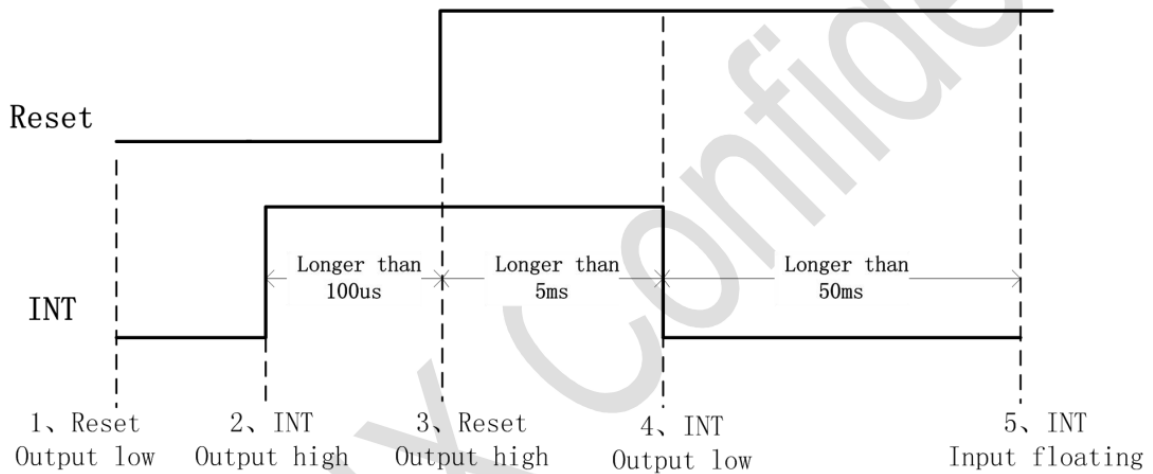 Reset
Longer than
100us
Longer than
5ms
Longer than
50ms
INT
1、Reset
Output low
2、INT
Output high
3、Reset
Output high
4、INT
Output low
5、INT
Input floating